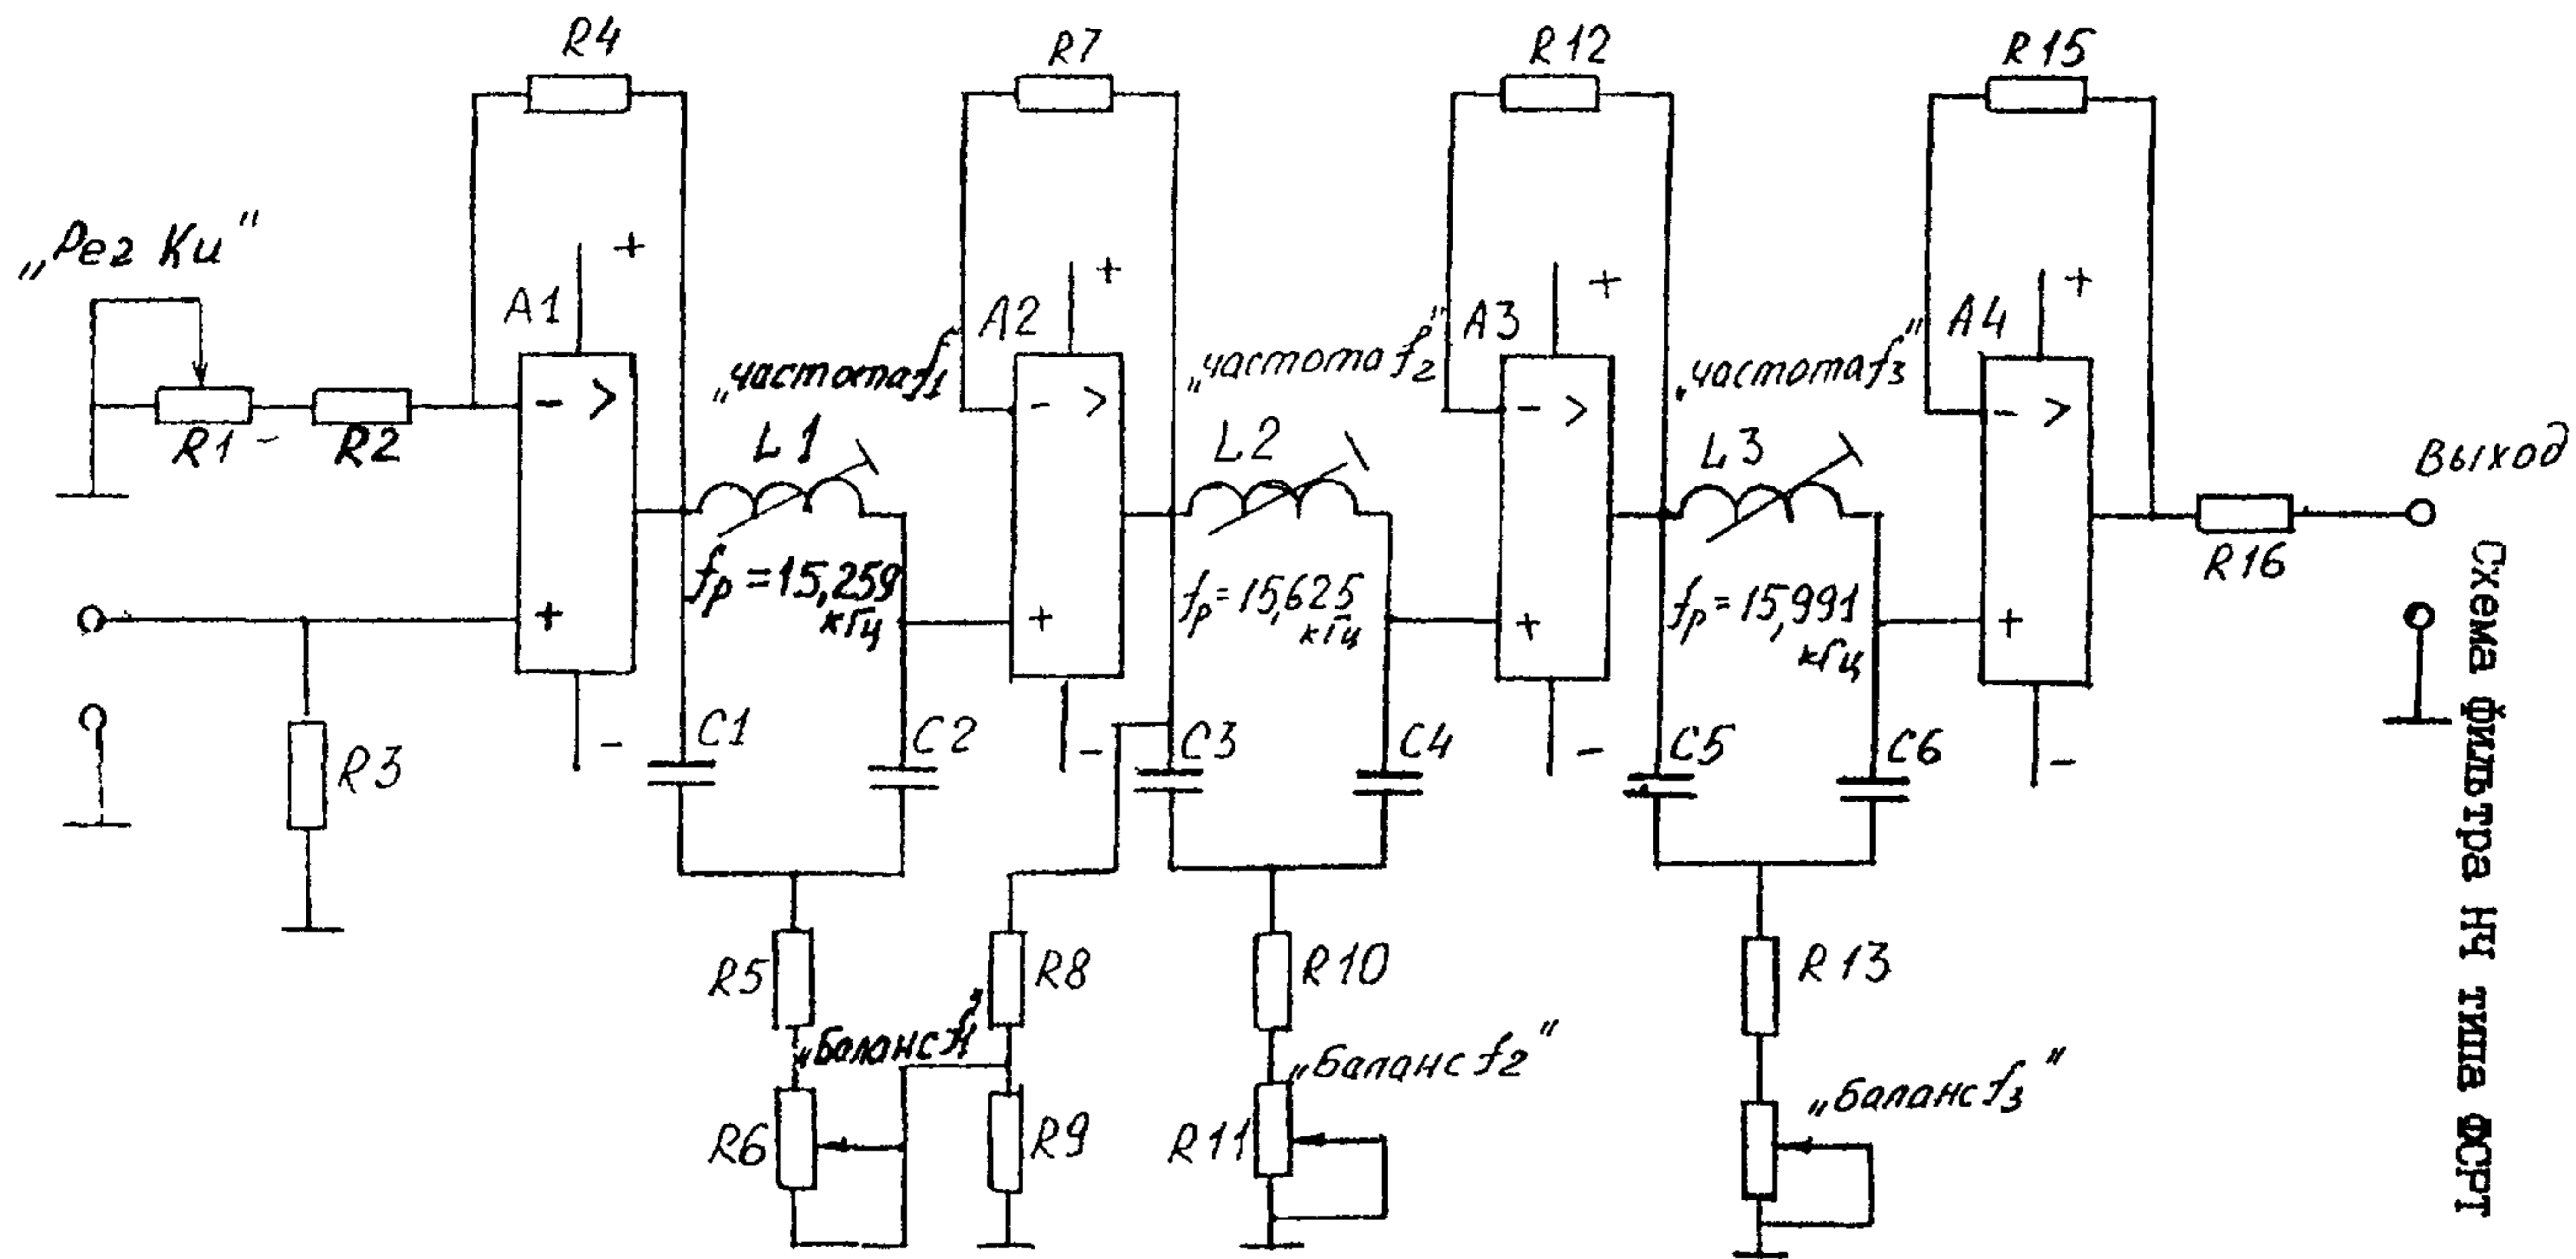 R4
R7
R12
R15
„Рег Ku"
A1
+
A2
+
A3
+
A4
+
R1
R2
- >
- >
- >
- >
„частота f1"
„частота f2"
„частота f3"
L1
L2
L3
Выход
fp = 15,259
кГц
fp = 15,625
кГц
fp = 15,991
кГц
R16
+
+
+
+
-
-
-
-
R3
C1
C2
C3
C4
C5
C6
R5
R8
R10
R13
„Баланс f1"
„Баланс f2"
„Баланс f3"
R6
R9
R11
Схема фильтра НЧ типа ФСРТ